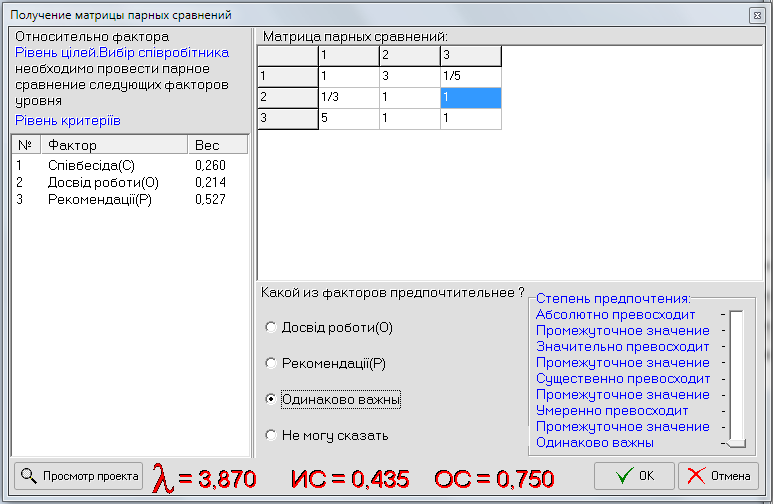 Получение матрицы парных сравнений
Относительно фактора
Рівень цілей.Вибір співробітника
необходимо провести парное
сравнение следующих факторов
уровня
Рівень критеріїв
№ Фактор Вес
1 Співбесіда(С) 0,260
2 Досвід роботи(О) 0,214
3 Рекомендації(Р) 0,527
Матрица парных сравнений:
1 2 3
1 1 3 1/5
2 1/3 1 1
3 5 1 1
Какой из факторов предпочтительнее ?
Досвід роботи(О)
Рекомендації(Р)
Одинаково важны
Не могу сказать
Степень предпочтения:
Абсолютно превосходит -
Промежуточное значение -
Значительно превосходит -
Промежуточное значение -
Существенно превосходит -
Промежуточное значение -
Умеренно превосходит -
Промежуточное значение -
Одинаково важны -
Просмотр проекта
λ = 3,870 ИС = 0,435 ОС = 0,750
OK
Отмена